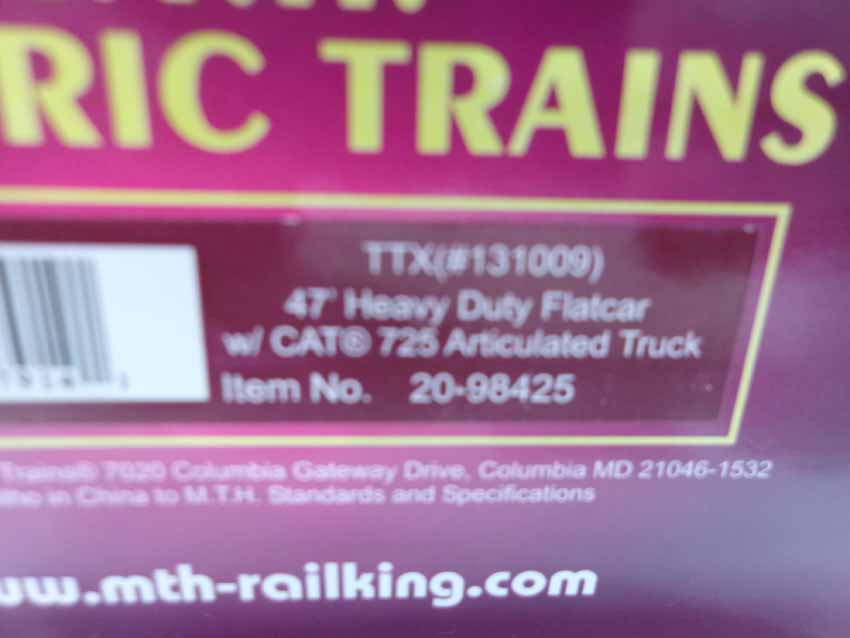 RIC TRAINS
TTX(#131009)
47' Heavy Duty Flatcar
w/ CAT® 725 Articulated Truck
Item No. 20-98425
Trains® 7020 Columbia Gateway Drive, Columbia MD 21046-1532
in China to M.T.H. Standards and Specifications
ww.mth-railking.com